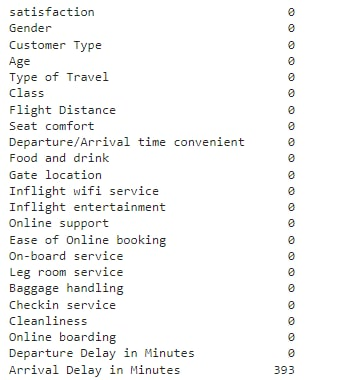 satisfaction 0
Gender 0
Customer Type 0
Age 0
Type of Travel 0
Class 0
Flight Distance 0
Seat comfort 0
Departure/Arrival time convenient 0
Food and drink 0
Gate location 0
Inflight wifi service 0
Inflight entertainment 0
Online support 0
Ease of Online booking 0
On-board service 0
Leg room service 0
Baggage handling 0
Checkin service 0
Cleanliness 0
Online boarding 0
Departure Delay in Minutes 0
Arrival Delay in Minutes 393